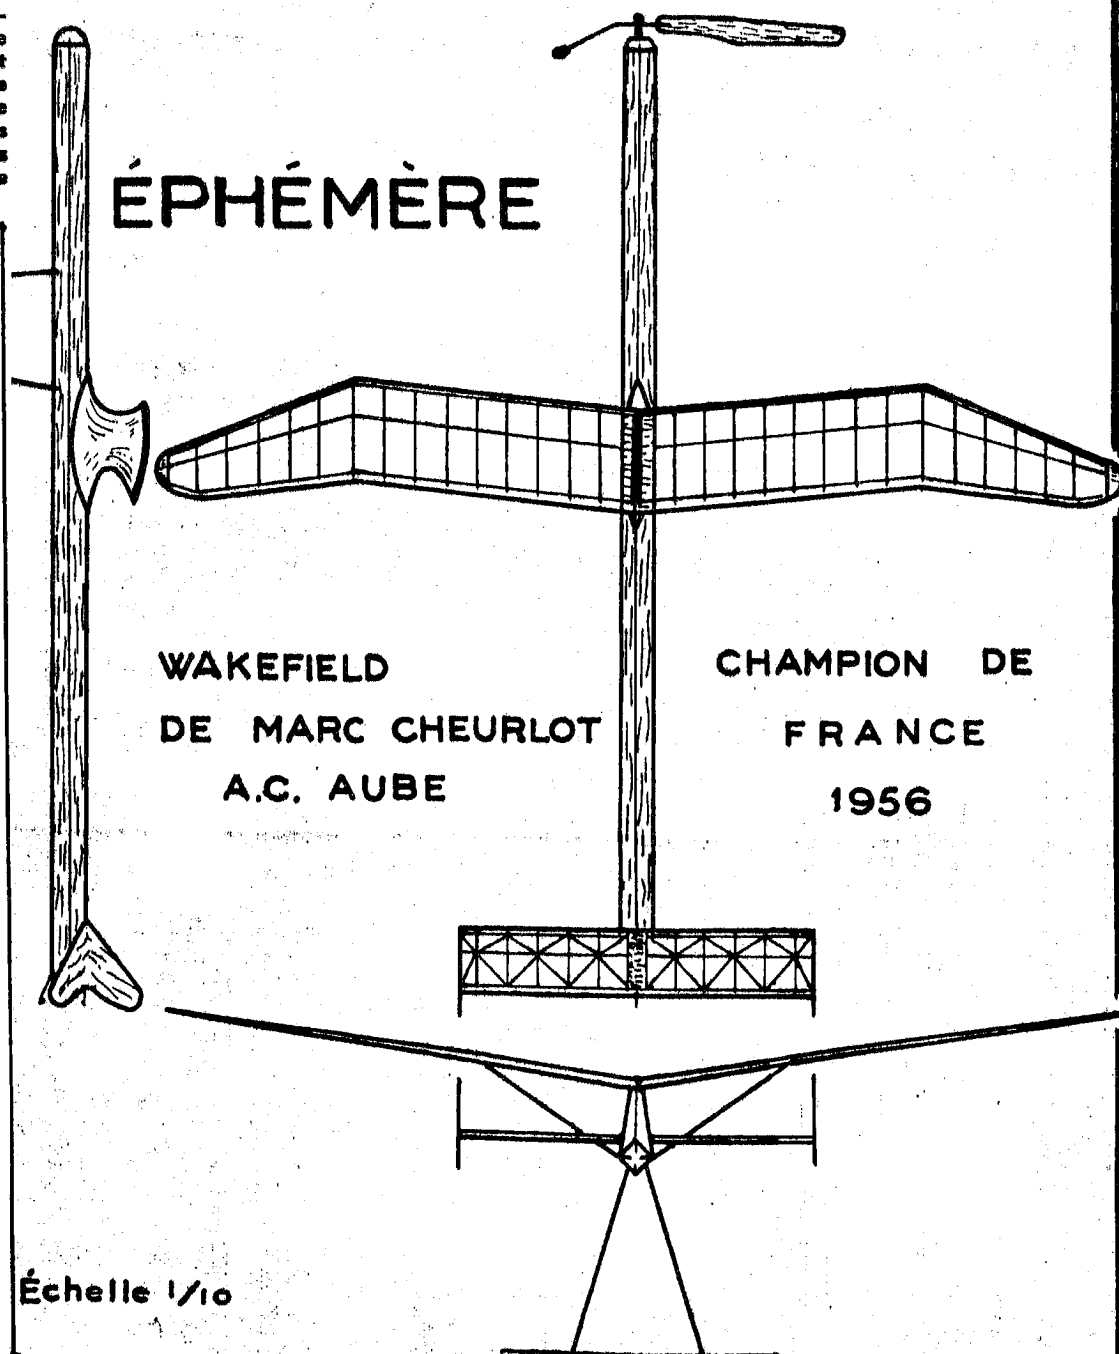 ÉPHÉMÈRE
WAKEFIELD
DE MARC CHEURLOT
A.C. AUBE
CHAMPION DE
FRANCE
1956
Échelle 1/10